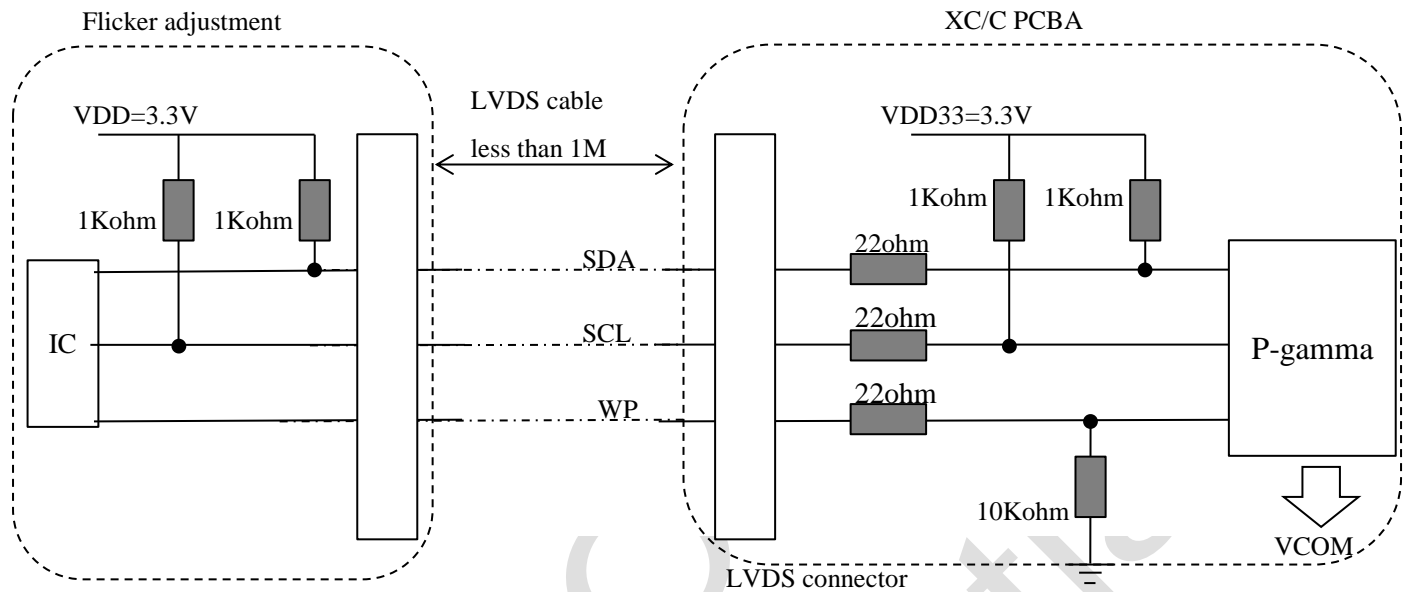 Flicker adjustment
XC/C PCBA
VDD=3.3V
LVDS cable
less than 1M
VDD33=3.3V
1Kohm
1Kohm
1Kohm
1Kohm
22ohm
SDA
22ohm
SCL
IC
P-gamma
22ohm
WP
10Kohm
VCOM
LVDS connector